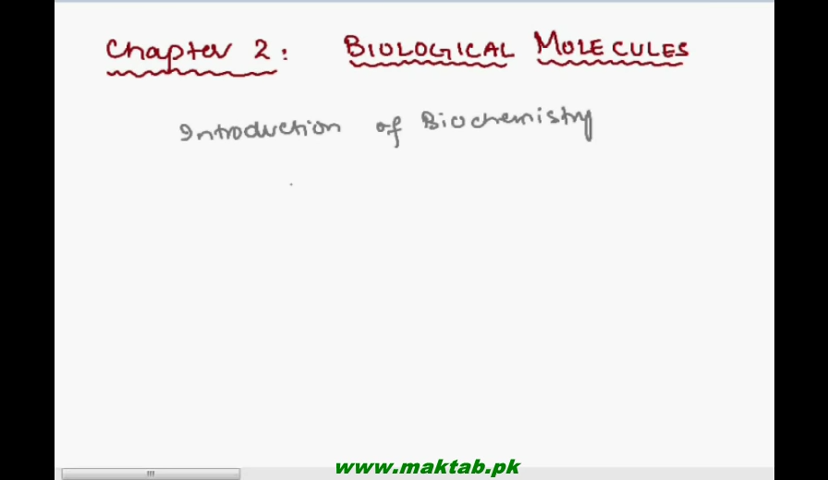 Chapter 2: BIOLOGICAL MOLECULES
Introduction of Biochemistry
www.maktab.pk